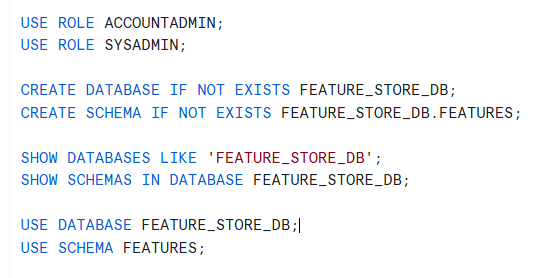 USE ROLE ACCOUNTADMIN;
USE ROLE SYSADMIN;
CREATE DATABASE IF NOT EXISTS FEATURE_STORE_DB;
CREATE SCHEMA IF NOT EXISTS FEATURE_STORE_DB.FEATURES;
SHOW DATABASES LIKE 'FEATURE_STORE_DB';
SHOW SCHEMAS IN DATABASE FEATURE_STORE_DB;
USE DATABASE FEATURE_STORE_DB;
USE SCHEMA FEATURES;